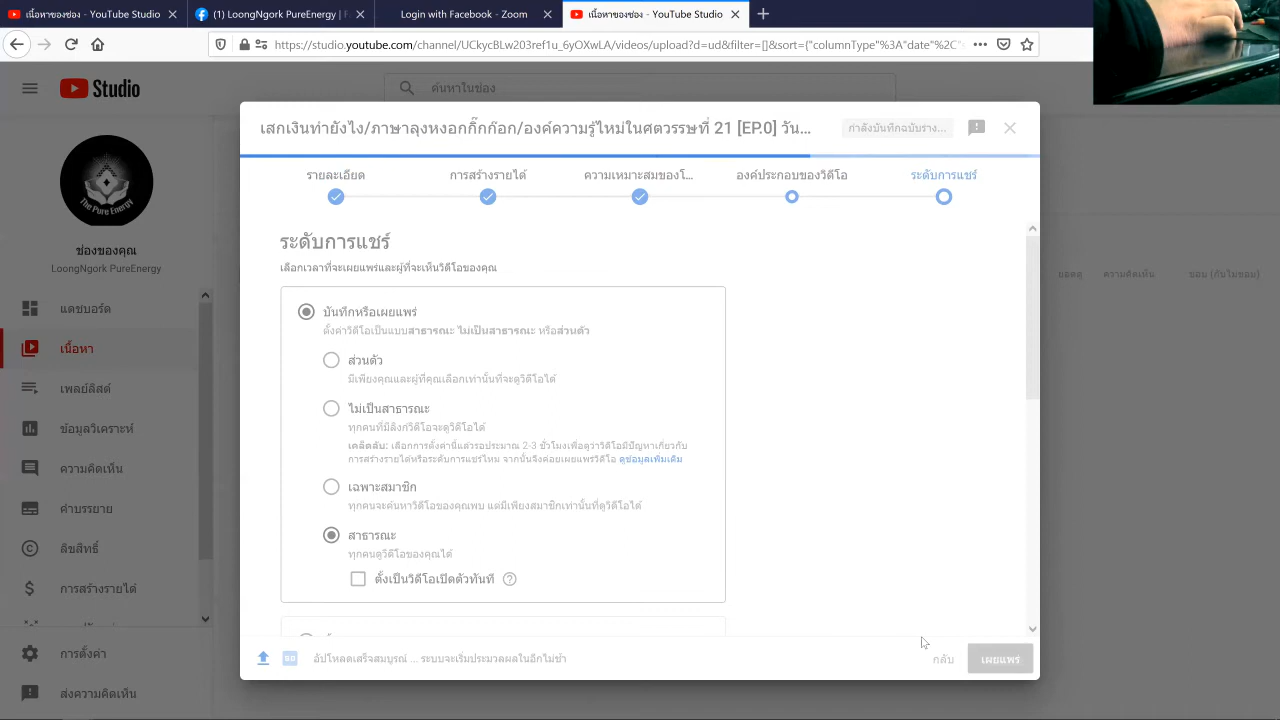 เนื้อหาของช่อง - YouTube Studio
(1) LoongNgork PureEnergy | F
Login with Facebook - Zoom
เนื้อหาของช่อง - YouTube Studio
https://studio.youtube.com/channel/UCkycBLw203ref1u_6yOXwLA/videos/upload?d=ud&filter=[]&sort={"columnType"%3A"date"%2C"
Studio
ค้นหาในช่อง
เสกเงินท่ายังไง/ภาษาลุงหงอกกิ๊กก๊อก/องค์ความรู้ใหม่ในศตวรรษที่ 21 [EP.0] วัน...
กำลังบันทึกฉบับร่าง...
รายละเอียด
การสร้างรายได้
ความเหมาะสมของโ...
องค์ประกอบของวิดีโอ
ระดับการแชร์
The Pure Energy
ช่องของคุณ
LoongNgork PureEnergy
แดชบอร์ด
เนื้อหา
เพลย์ลิสต์
ข้อมูลวิเคราะห์
ความคิดเห็น
คำบรรยาย
ลิขสิทธิ์
การสร้างรายได้
การตั้งค่า
ส่งความคิดเห็น
ระดับการแชร์
เลือกเวลาที่จะเผยแพร่และผู้ที่จะเห็นวิดีโอของคุณ
บันทึกหรือเผยแพร่
ตั้งค่าวิดีโอเป็นแบบสาธารณะ ไม่เป็นสาธารณะ หรือส่วนตัว
ส่วนตัว
มีเพียงคุณและผู้ที่คุณเลือกเท่านั้นที่จะดูวิดีโอได้
ไม่เป็นสาธารณะ
ทุกคนที่มีลิงก์วิดีโอจะดูวิดีโอได้
เคล็ดลับ: เลือกการตั้งค่านี้แล้วรอประมาณ 2-3 ชั่วโมงเพื่อดูว่าวิดีโอมีปัญหาเกี่ยวกับ
การสร้างรายได้หรือระดับการแชร์ไหม จากนั้นจึงค่อยเผยแพร่วิดีโอ ดูข้อมูลเพิ่มเติม
เฉพาะสมาชิก
ทุกคนจะค้นหาวิดีโอของคุณพบ แต่มีเพียงสมาชิกเท่านั้นที่ดูวิดีโอได้
สาธารณะ
ทุกคนดูวิดีโอของคุณได้
ตั้งเป็นวิดีโอเปิดตัวทันที
ยอดดู
ความคิดเห็น
ชอบ (กับไม่ชอบ)
SD
อัปโหลดเสร็จสมบูรณ์ ... ระบบจะเริ่มประมวลผลในอีกไม่ช้า
กลับ
เผยแพร่